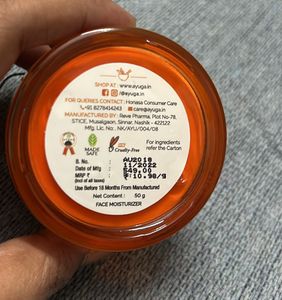 SHOP AT : www.ayuga.in
/@ayuga.in
FOR QUERIES CONTACT : Honasa Consumer Care
+91 8278414243 care@ayuga.in
MANUFACTURED BY: Reve Pharma, Plot No-78,
STICE, Musalgaon, Sinnar, Nashik - 422122
Mfg. Lic. No.: NK/AYU/004/08
MADE SAFE
Cruelty-Free
For ingredients
refer the Carton
B. No. : AU2018
Date of Mfg : 11/2022
MRP ₹ : 549.00
(Incl. of all taxes) ₹:10.98/g
Use Before 18 Months From Manufactured
Net Content : 50 g
FACE MOISTURIZER